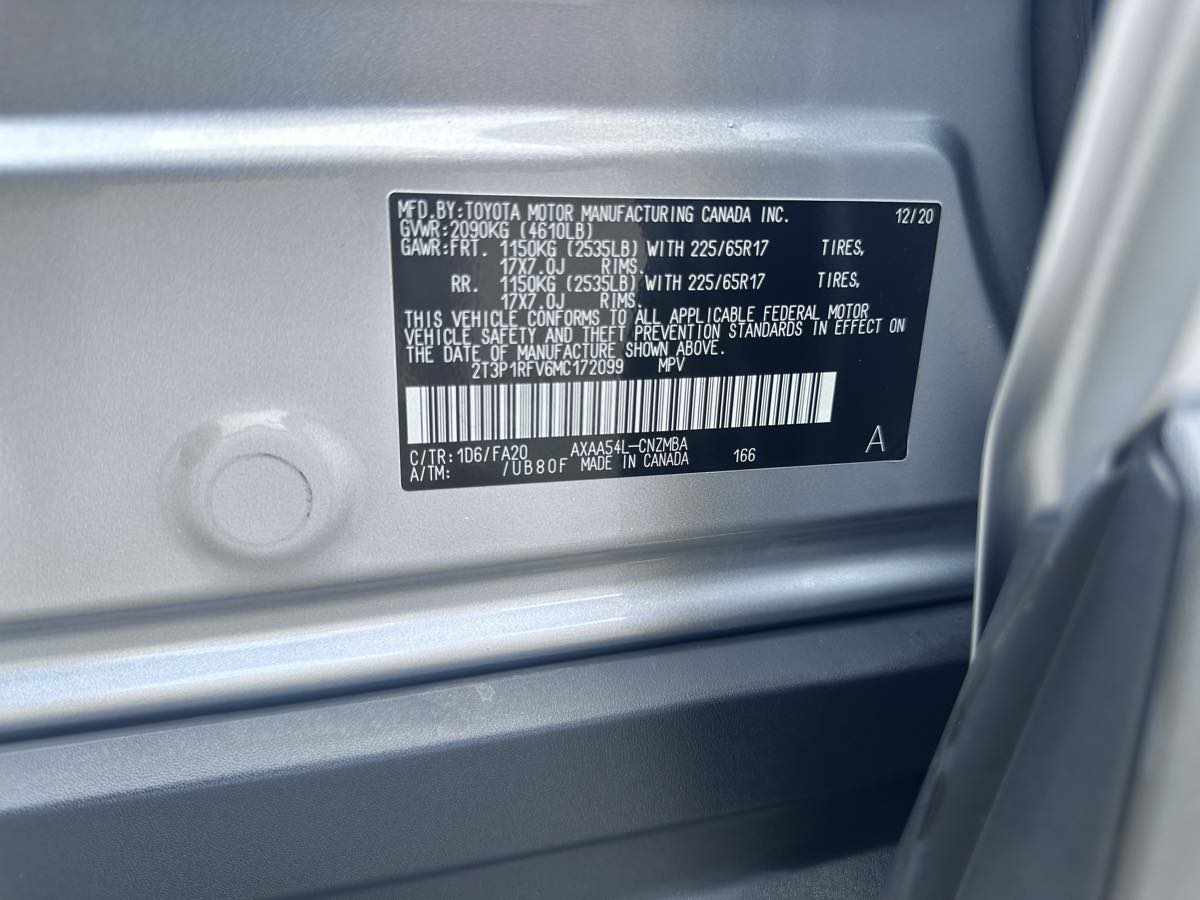 MFD.BY:TOYOTA MOTOR MANUFACTURING CANADA INC. 12/20
GVWR:2090KG (4610LB)
GAWR:FRT. 1150KG (2535LB) WITH 225/65R17 TIRES,
17X7.0J RIMS.
RR. 1150KG (2535LB) WITH 225/65R17 TIRES,
17X7.0J RIMS.
THIS VEHICLE CONFORMS TO ALL APPLICABLE FEDERAL MOTOR
VEHICLE SAFETY AND THEFT PREVENTION STANDARDS IN EFFECT ON
THE DATE OF MANUFACTURE SHOWN ABOVE.
2T3P1RFV6MC172099 MPV
C/TR:1D6/FA20 AXAA54L-CNZMBA 166 A
A/TM: /UB80F MADE IN CANADA